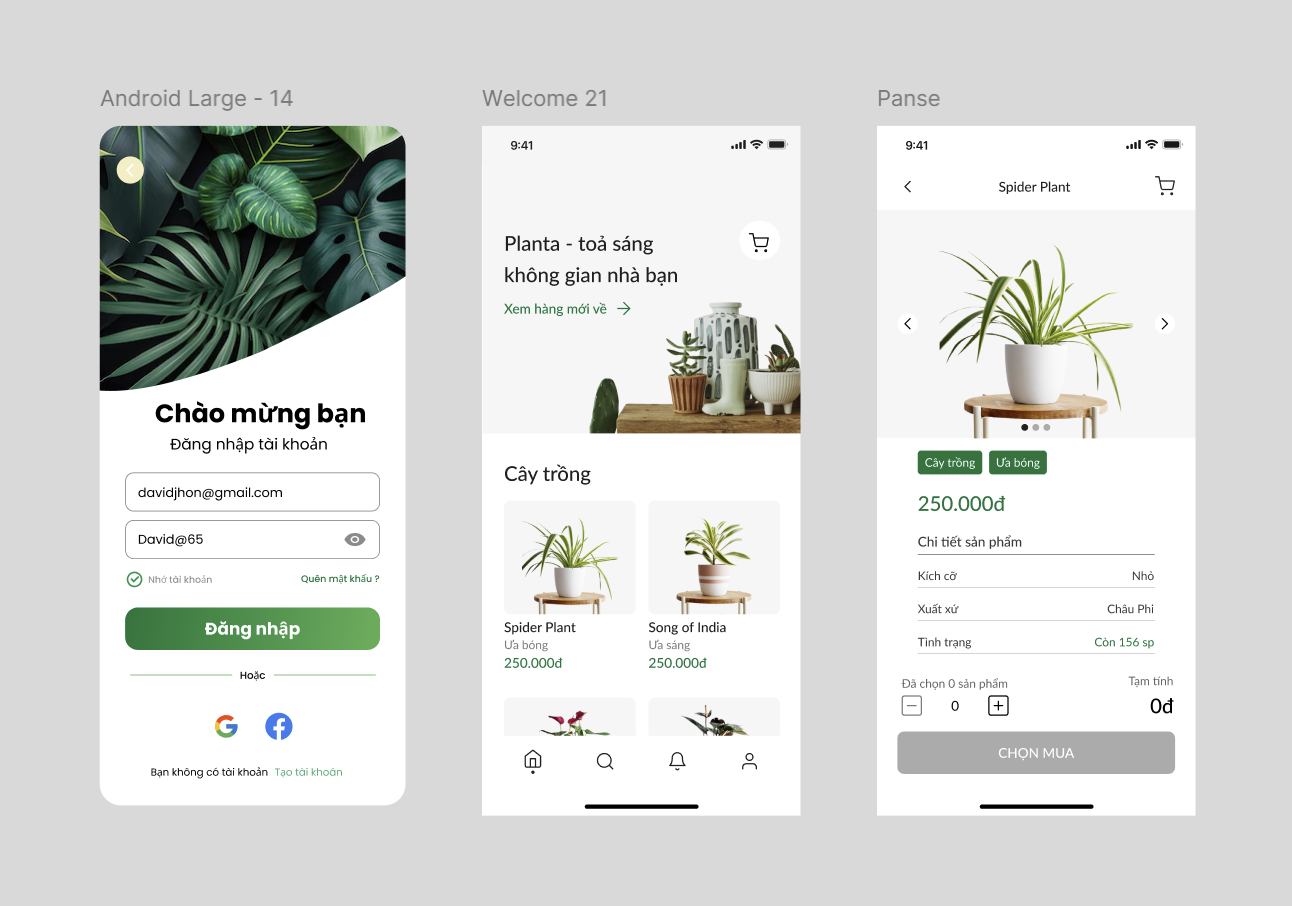 Android Large - 14
Chào mừng bạn
Đăng nhập tài khoản
davidjhon@gmail.com
David@65
Nhớ tài khoản
Quên mật khẩu ?
Đăng nhập
Hoặc
Bạn không có tài khoản Tạo tài khoản
Welcome 21
9:41
Planta - toả sáng
không gian nhà bạn
Xem hàng mới về
Cây trồng
Spider Plant
Ưa bóng
250.000đ
Song of India
Ưa sáng
250.000đ
Panse
9:41
Spider Plant
Cây trồng
Ưa bóng
250.000đ
Chi tiết sản phẩm
Kích cỡ
Nhỏ
Xuất xứ
Châu Phi
Tình trạng
Còn 156 sp
Đã chọn 0 sản phẩm
Tạm tính
0
0đ
CHỌN MUA